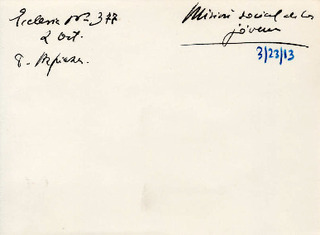 Ecclesia Nº 377
2 Oct.
Misión social de los
jóvenes
3/23/13